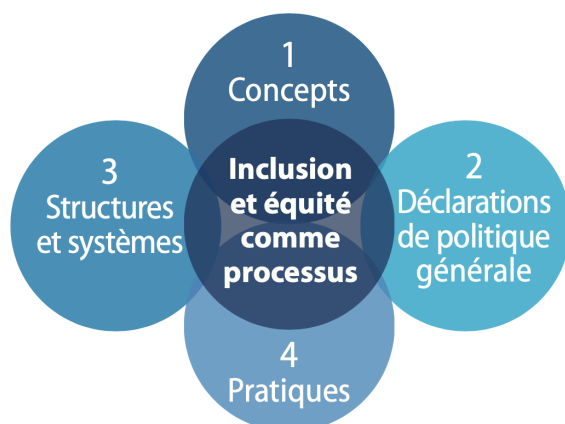 1
Concepts
Inclusion
et équité
comme
processus
2
Déclarations
de politique
générale
3
Structures
et systèmes
4
Pratiques